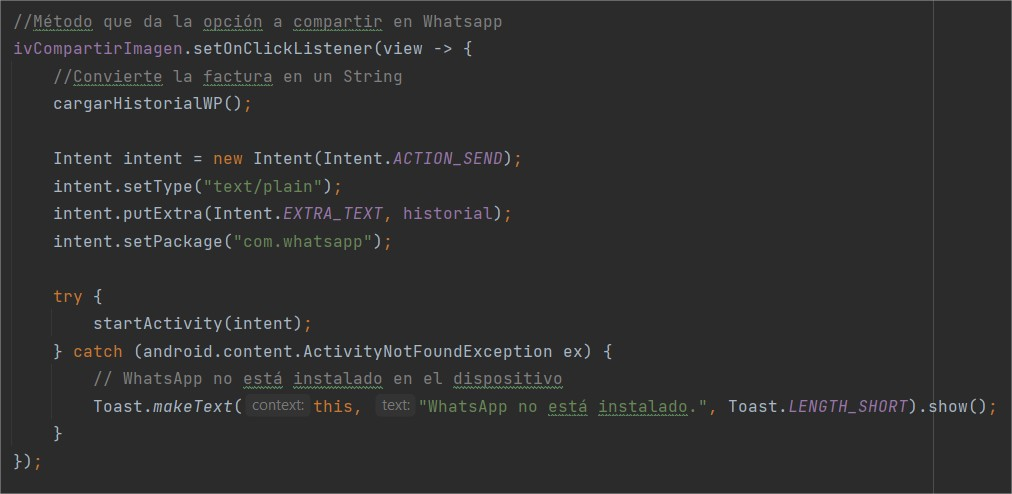 //Método que da la opción a compartir en Whatsapp
ivCompartirImagen.setOnClickListener(view -> {
    //Convierte la factura en un String
    cargarHistorialWP();

    Intent intent = new Intent(Intent.ACTION_SEND);
    intent.setType("text/plain");
    intent.putExtra(Intent.EXTRA_TEXT, historial);
    intent.setPackage("com.whatsapp");

    try {
        startActivity(intent);
    } catch (android.content.ActivityNotFoundException ex) {
        // WhatsApp no está instalado en el dispositivo
        Toast.makeText( context: this, text: "WhatsApp no está instalado.", Toast.LENGTH_SHORT).show();
    }
});